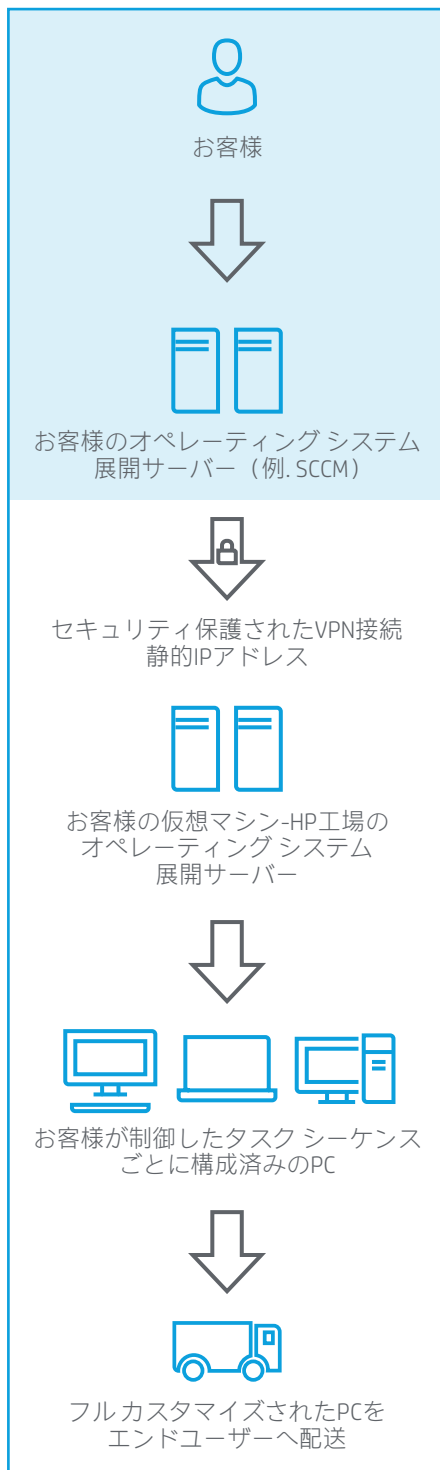 お客様
お客様のオペレーティング システム
展開サーバー（例. SCCM）
セキュリティ保護されたVPN接続
静的IPアドレス
お客様の仮想マシン-HP工場の
オペレーティング システム
展開サーバー
お客様が制御したタスク シーケンス
ごとに構成済みのPC
フル カスタマイズされたPCを
エンドユーザーへ配送